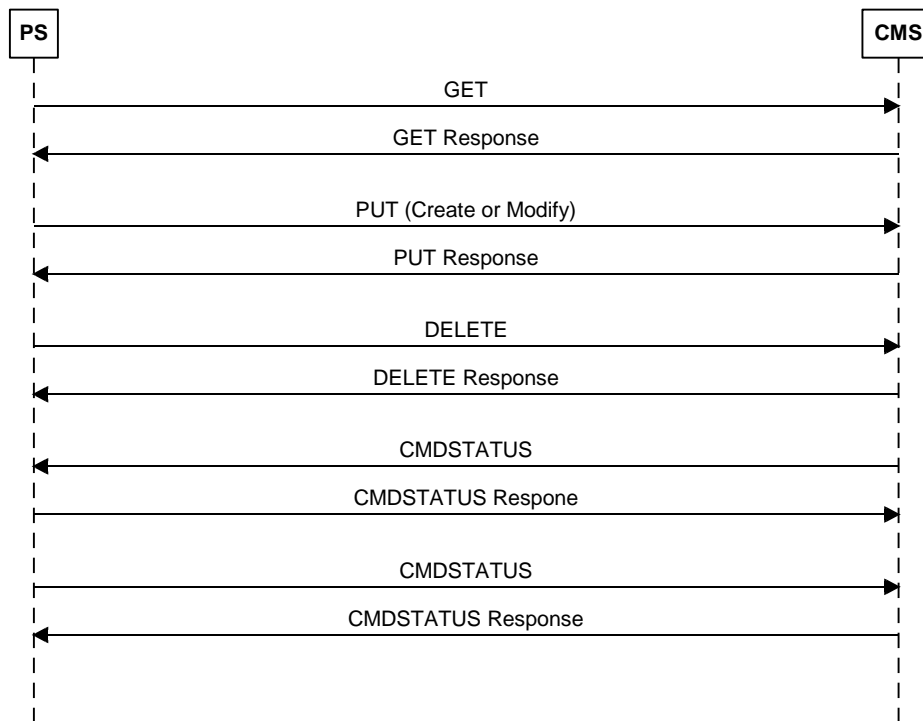 PS
CMS
GET
GET Response
PUT (Create or Modify)
PUT Response
DELETE
DELETE Response
CMDSTATUS
CMDSTATUS Respone
CMDSTATUS
CMDSTATUS Response